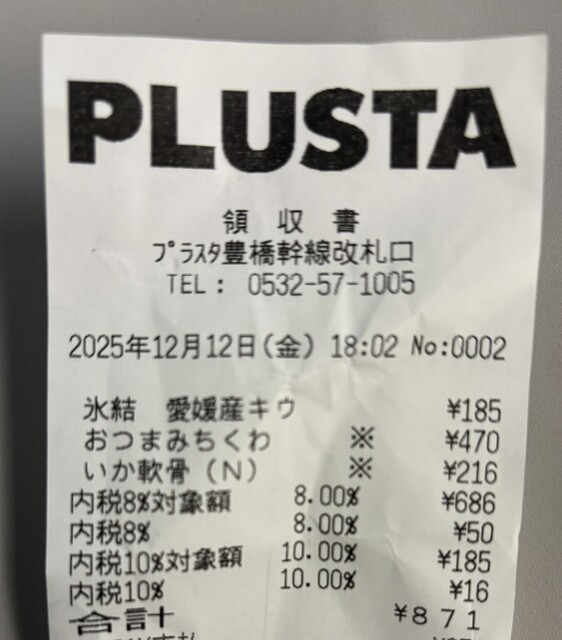 PLUSTA
領収書
プラスタ豊橋幹線改札口
TEL: 0532-57-1005
2025年12月12日(金) 18:02 No:0002
氷結 愛媛産キウ ¥185
おつまみちくわ ※ ¥470
いか軟骨(N) ※ ¥216
内税8%対象額 8.00% ¥686
内税8% 8.00% ¥50
内税10%対象額 10.00% ¥185
内税10% 10.00% ¥16
合計 ¥871